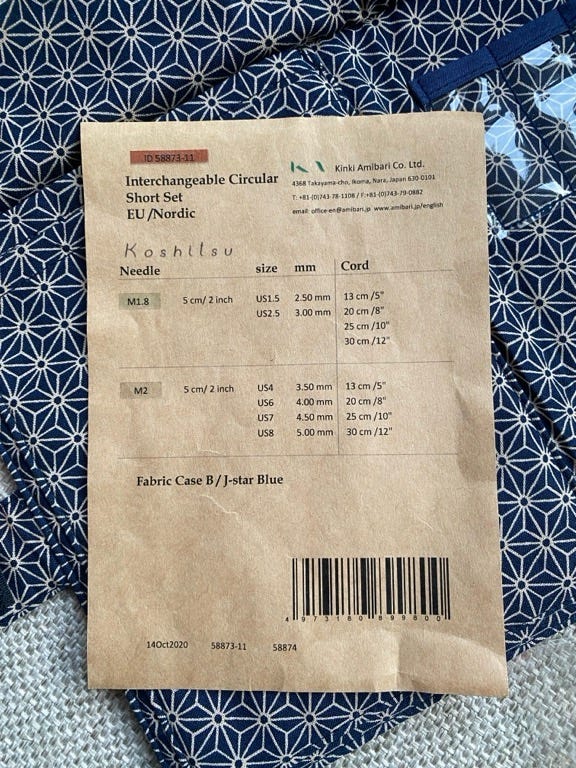 ID 58873-11
Interchangeable Circular
Short Set
EU /Nordic
Kinki Amibari Co. Ltd.
4368 Takayama-cho, Ikoma, Nara, Japan 630-0101
T: +81-(0)743-78-1108 / F:+81-(0)743-79-0882
email: office-en@amibari.jp www.amibari.jp/english
Koshitsu
Needle size mm Cord
M1.8 5 cm/ 2 inch US1.5 2.50 mm 13 cm /5"
US2.5 3.00 mm 20 cm /8"
25 cm /10"
30 cm /12"
M2 5 cm/ 2 inch US4 3.50 mm 13 cm /5"
US6 4.00 mm 20 cm /8"
US7 4.50 mm 25 cm /10"
US8 5.00 mm 30 cm /12"
Fabric Case B / J-star Blue
4 973180 899800
14Oct2020 58873-11 58874